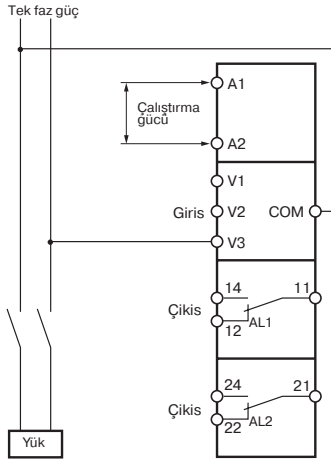 Tek faz güç
A1
Çalıştırma
gücü
A2
V1
Giris
V2
COM
V3
14
11
Çikis
AL1
12
24
21
Çikis
AL2
22
Yük